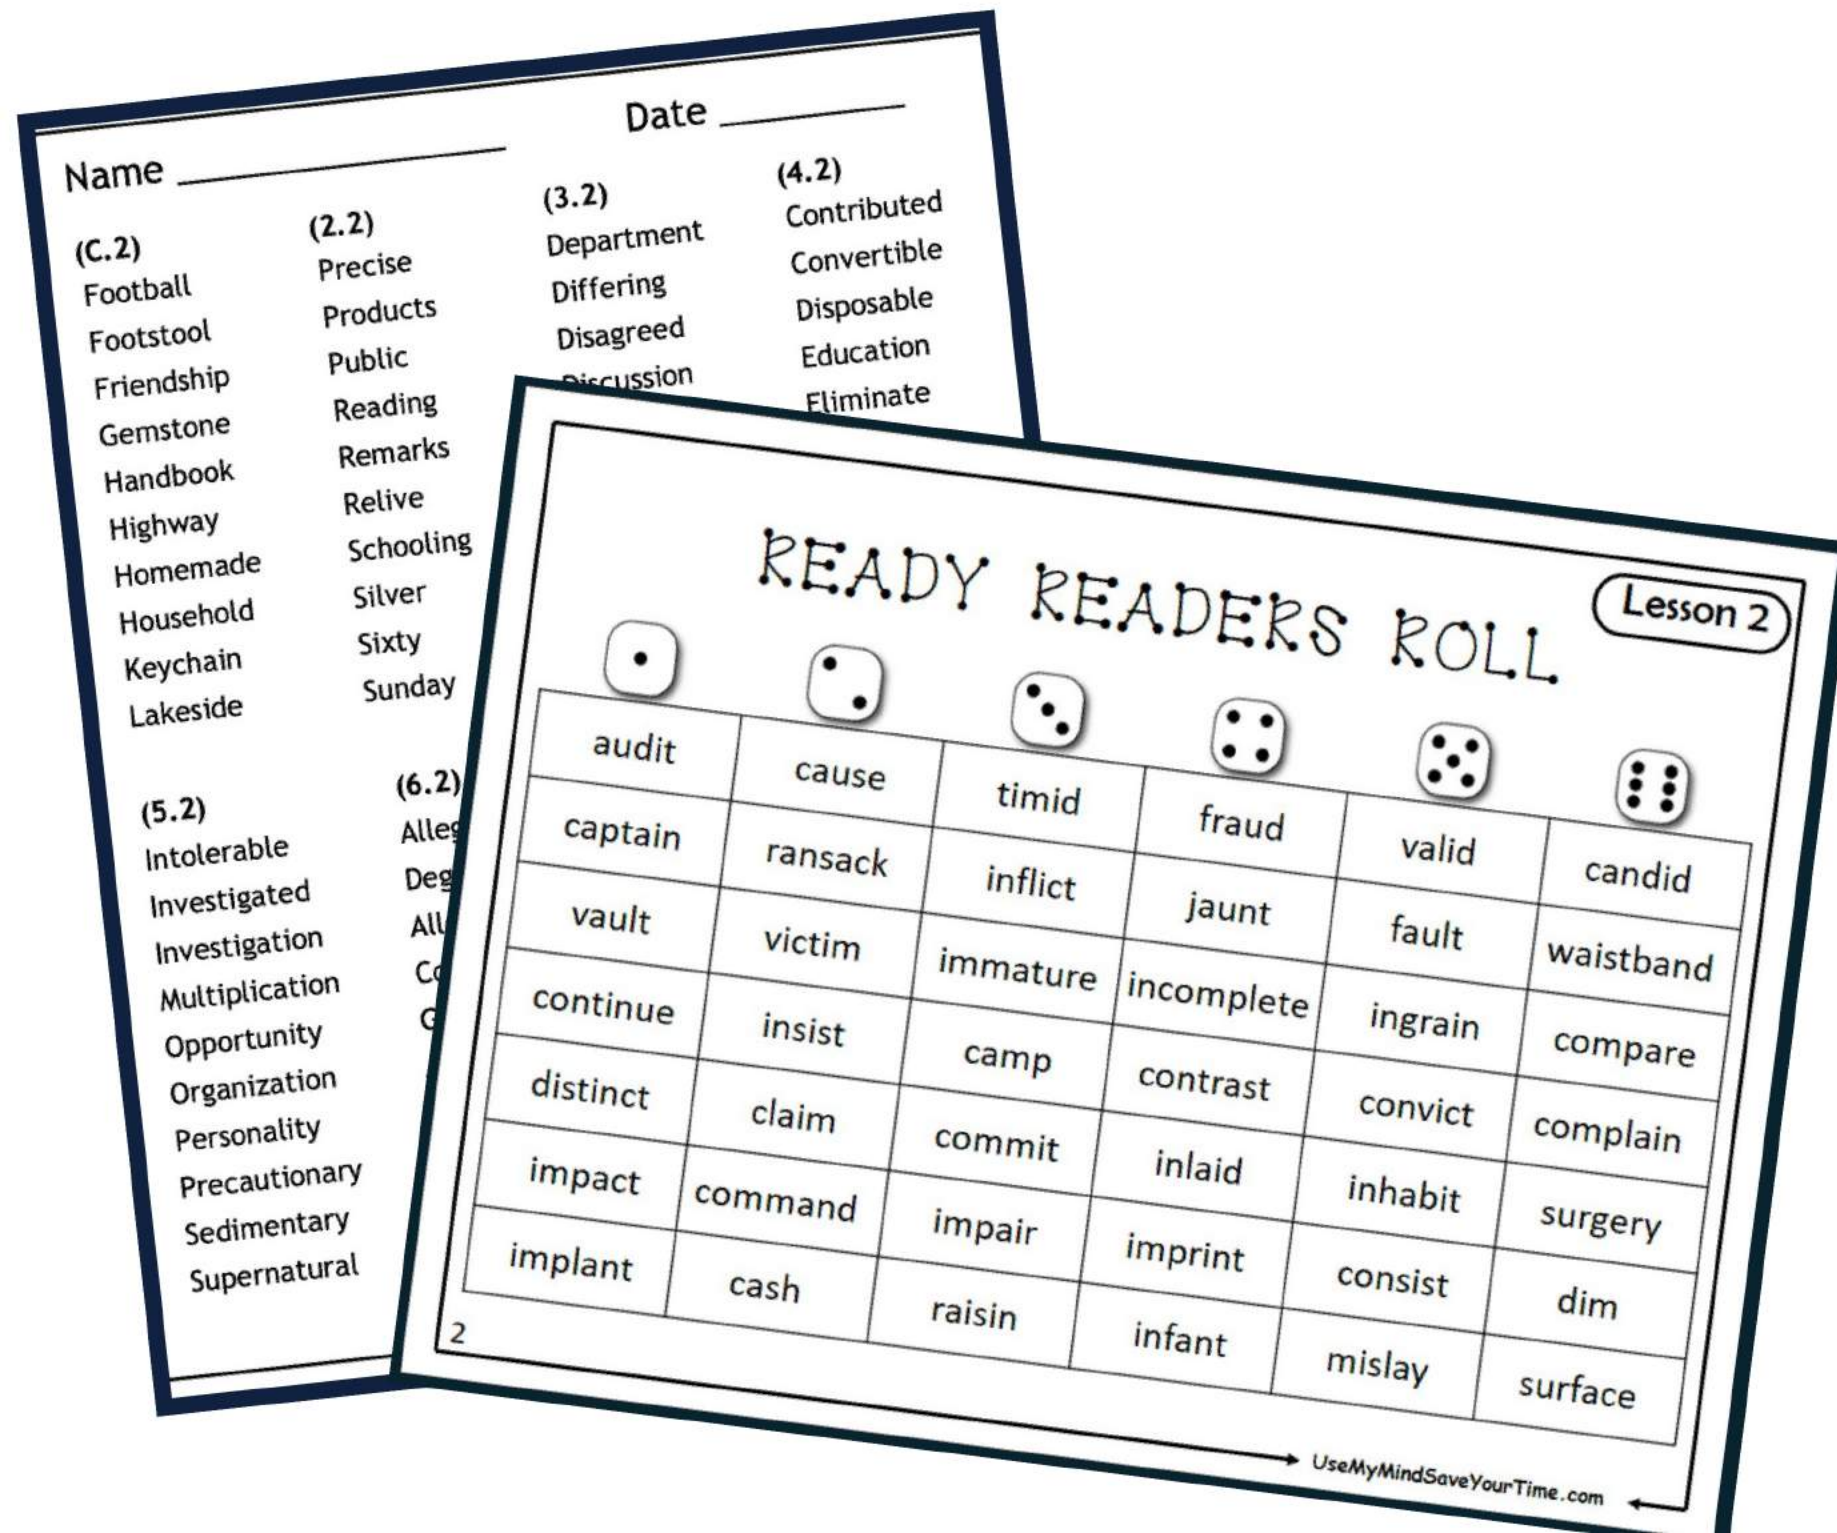 Name Date
(C.2)
Football
Footstool
Friendship
Gemstone
Handbook
Highway
Homemade
Household
Keychain
Lakeside
(2.2)
Precise
Products
Public
Reading
Remarks
Relive
Schooling
Silver
Sixty
Sunday
(3.2)
Department
Differing
Disagreed
Discussion
(4.2)
Contributed
Convertible
Disposable
Education
Eliminate
(5.2)
Intolerable
Investigated
Investigation
Multiplication
Opportunity
Organization
Personality
Precautionary
Sedimentary
Supernatural
(6.2)
Lesson 2
READY READERS ROLL
audit cause timid fraud valid candid
captain ransack inflict jaunt fault waistband
vault victim immature incomplete ingrain compare
continue insist camp contrast convict complain
distinct claim commit inlaid inhabit surgery
impact command impair imprint consist dim
implant cash raisin infant mislay surface
2
UseMyMindSaveYourTime.com